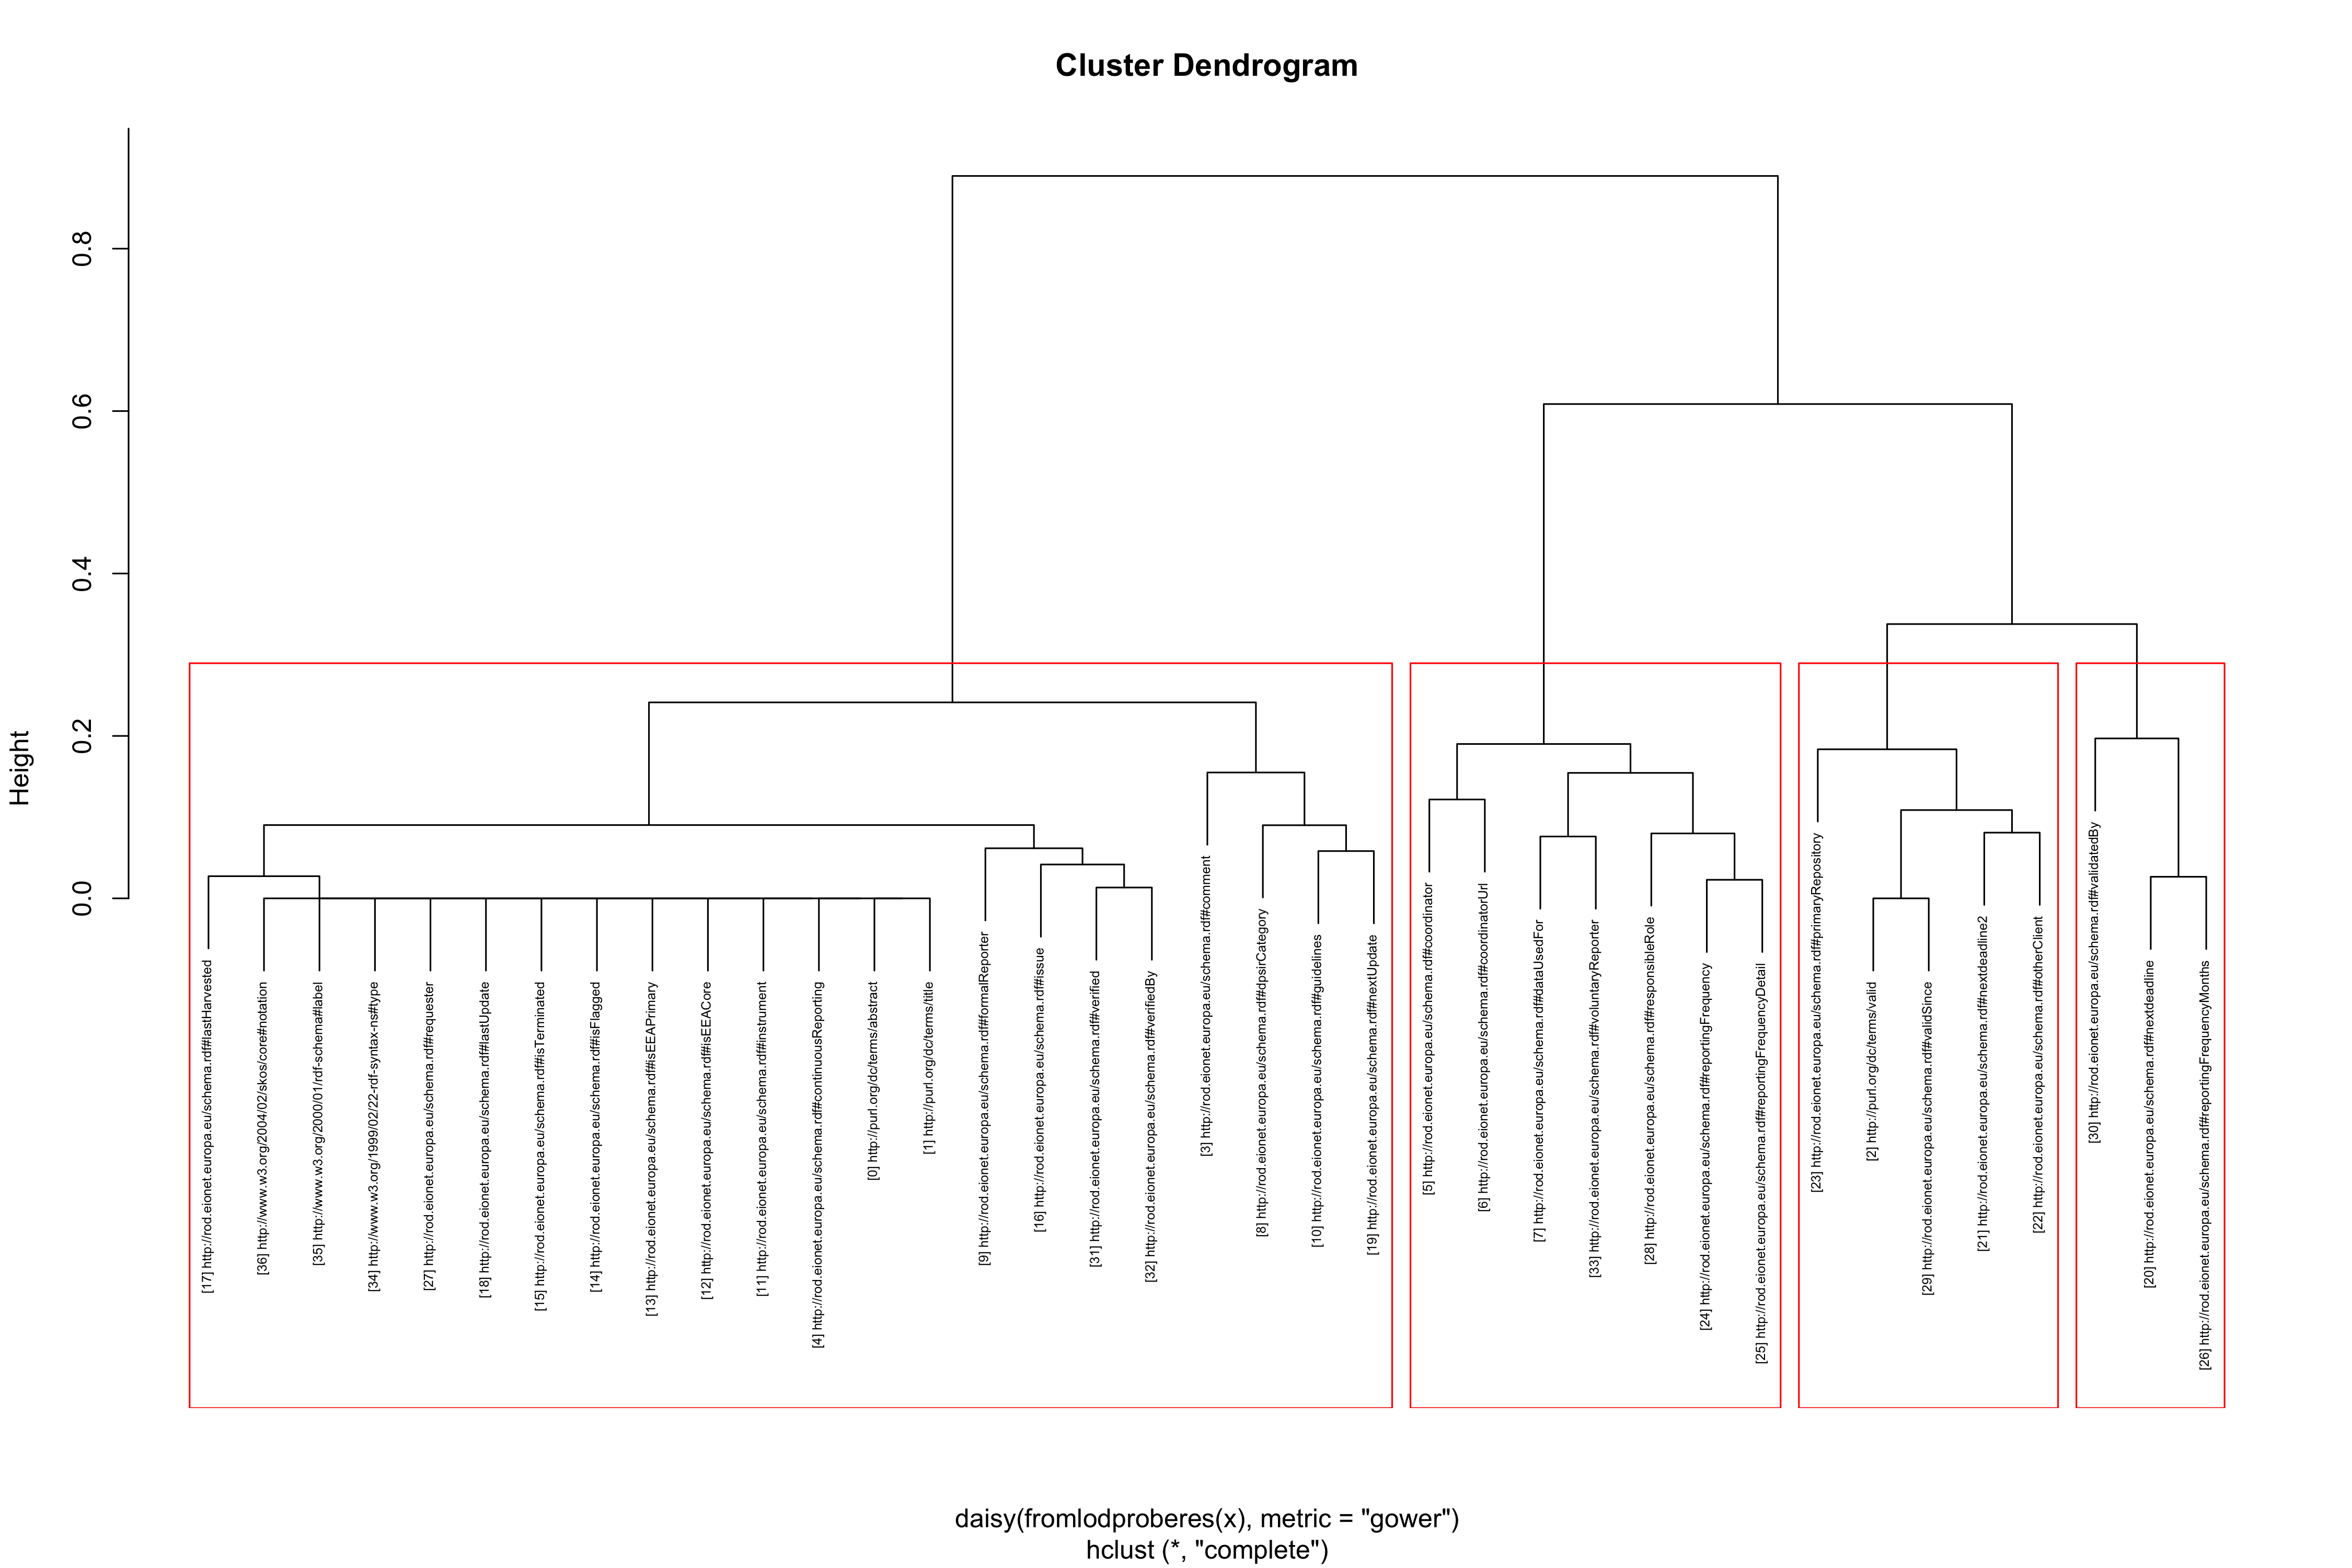 Cluster Dendrogram
Height
0.0
0.2
0.4
0.6
0.8
[17] http://rod.eionet.europa.eu/schema.rdf#lastHarvested
[36] http://www.w3.org/2004/02/skos/core#notation
[35] http://www.w3.org/2000/01/rdf-schema#label
[34] http://www.w3.org/1999/02/22-rdf-syntax-ns#type
[27] http://rod.eionet.europa.eu/schema.rdf#requester
[18] http://rod.eionet.europa.eu/schema.rdf#lastUpdate
[15] http://rod.eionet.europa.eu/schema.rdf#isTerminated
[14] http://rod.eionet.europa.eu/schema.rdf#isFlagged
[13] http://rod.eionet.europa.eu/schema.rdf#isEEAPrimary
[12] http://rod.eionet.europa.eu/schema.rdf#isEEACore
[11] http://rod.eionet.europa.eu/schema.rdf#instrument
[4] http://rod.eionet.europa.eu/schema.rdf#continuousReporting
[0] http://purl.org/dc/terms/abstract
[1] http://purl.org/dc/terms/title
[9] http://rod.eionet.europa.eu/schema.rdf#formalReporter
[16] http://rod.eionet.europa.eu/schema.rdf#issue
[31] http://rod.eionet.europa.eu/schema.rdf#verified
[32] http://rod.eionet.europa.eu/schema.rdf#verifiedBy
[3] http://rod.eionet.europa.eu/schema.rdf#comment
[8] http://rod.eionet.europa.eu/schema.rdf#dpsirCategory
[10] http://rod.eionet.europa.eu/schema.rdf#guidelines
[19] http://rod.eionet.europa.eu/schema.rdf#nextUpdate
[5] http://rod.eionet.europa.eu/schema.rdf#coordinator
[6] http://rod.eionet.europa.eu/schema.rdf#coordinatorUrl
[7] http://rod.eionet.europa.eu/schema.rdf#dataUsedFor
[33] http://rod.eionet.europa.eu/schema.rdf#voluntaryReporter
[28] http://rod.eionet.europa.eu/schema.rdf#responsibleRole
[24] http://rod.eionet.europa.eu/schema.rdf#reportingFrequency
[25] http://rod.eionet.europa.eu/schema.rdf#reportingFrequencyDetail
[23] http://rod.eionet.europa.eu/schema.rdf#primaryRepository
[2] http://purl.org/dc/terms/valid
[29] http://rod.eionet.europa.eu/schema.rdf#validSince
[21] http://rod.eionet.europa.eu/schema.rdf#nextdeadline2
[22] http://rod.eionet.europa.eu/schema.rdf#otherClient
[30] http://rod.eionet.europa.eu/schema.rdf#validatedBy
[20] http://rod.eionet.europa.eu/schema.rdf#nextdeadline
[26] http://rod.eionet.europa.eu/schema.rdf#reportingFrequencyMonths
daisy(fromlodproberes(x), metric = "gower")
hclust (*, "complete")